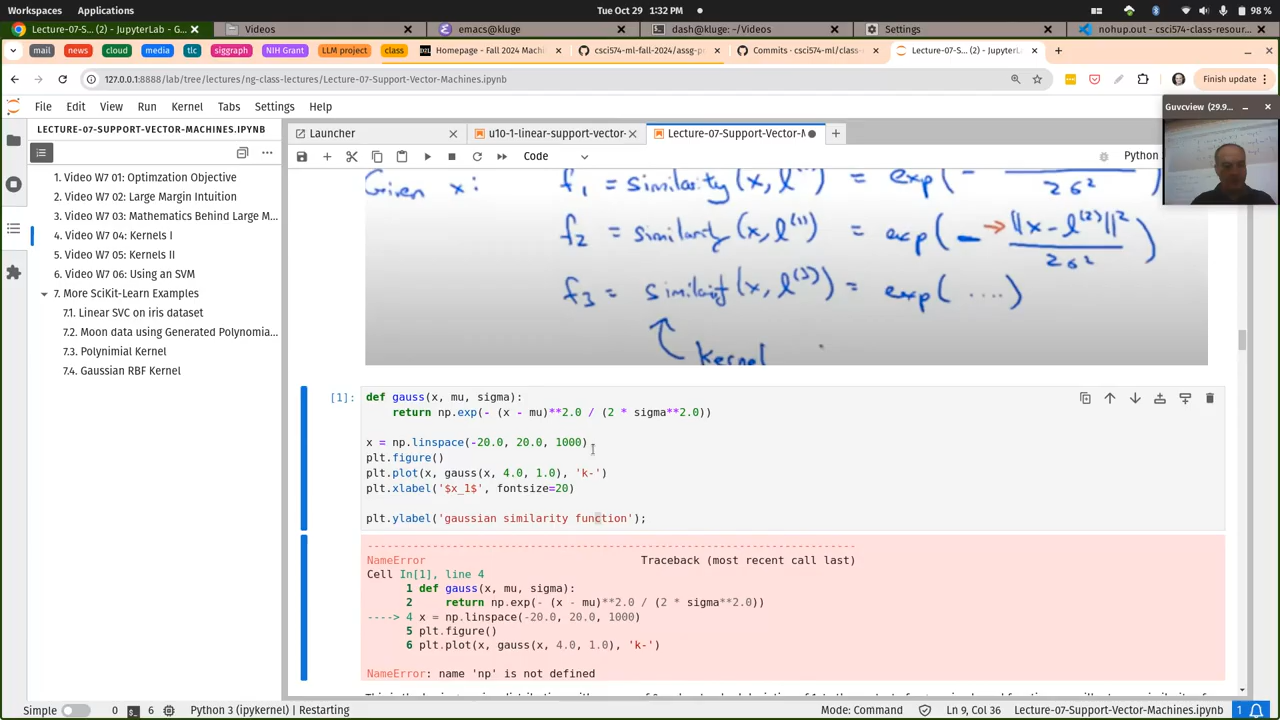 Workspaces Applications Tue Oct 29 1:32 PM 98 %
Lecture-07-S... (2) - JupyterLab - G Videos emacs@kluge dash@kluge: ~/Videos Settings nohup.out - csci574-class-resour...
mail news cloud media tlc siggraph NIH Grant LLM project class Homepage - Fall 2024 Machin csci574-ml-fall-2024/assg-p Commits · csci574-ml/class- Lecture-07-S... (2) - JupyterL
127.0.0.1:8888/lab/tree/lectures/ng-class-lectures/Lecture-07-Support-Vector-Machines.ipynb Finish update
File Edit View Run Kernel Tabs Settings Help
Guvcview (29.9...
LECTURE-07-SUPPORT-VECTOR-MACHINES.IPYNB
Launcher u10-1-linear-support-vector- Lecture-07-Support-Vector-M
Code Python
1. Video W7 01: Optimzation Objective
2. Video W7 02: Large Margin Intuition
3. Video W7 03: Mathematics Behind Large M...
4. Video W7 04: Kernels I
5. Video W7 05: Kernels II
6. Video W7 06: Using an SVM
7. More SciKit-Learn Examples
7.1. Linear SVC on iris dataset
7.2. Moon data using Generated Polynomia...
7.3. Polynimial Kernel
7.4. Gaussian RBF Kernel
Given x: f1 = similarity(x, l(1)) = exp(- 2σ²)
f2 = similarity(x, l(2)) = exp(- ||x - l(2)||² / 2σ²)
f3 = similarity(x, l(3)) = exp( ....)
kernel
[1]: def gauss(x, mu, sigma):
return np.exp(- (x - mu)**2.0 / (2 * sigma**2.0))
x = np.linspace(-20.0, 20.0, 1000)
plt.figure()
plt.plot(x, gauss(x, 4.0, 1.0), 'k-')
plt.xlabel('$x_1$', fontsize=20)
plt.ylabel('gaussian similarity function');
---------------------------------------------------------------------------
NameError Traceback (most recent call last)
Cell In[1], line 4
1 def gauss(x, mu, sigma):
2 return np.exp(- (x - mu)**2.0 / (2 * sigma**2.0))
----> 4 x = np.linspace(-20.0, 20.0, 1000)
5 plt.figure()
6 plt.plot(x, gauss(x, 4.0, 1.0), 'k-')
NameError: name 'np' is not defined
Simple 0 6 Python 3 (ipykernel) | Restarting Mode: Command Ln 9, Col 36 Lecture-07-Support-Vector-Machines.ipynb 1